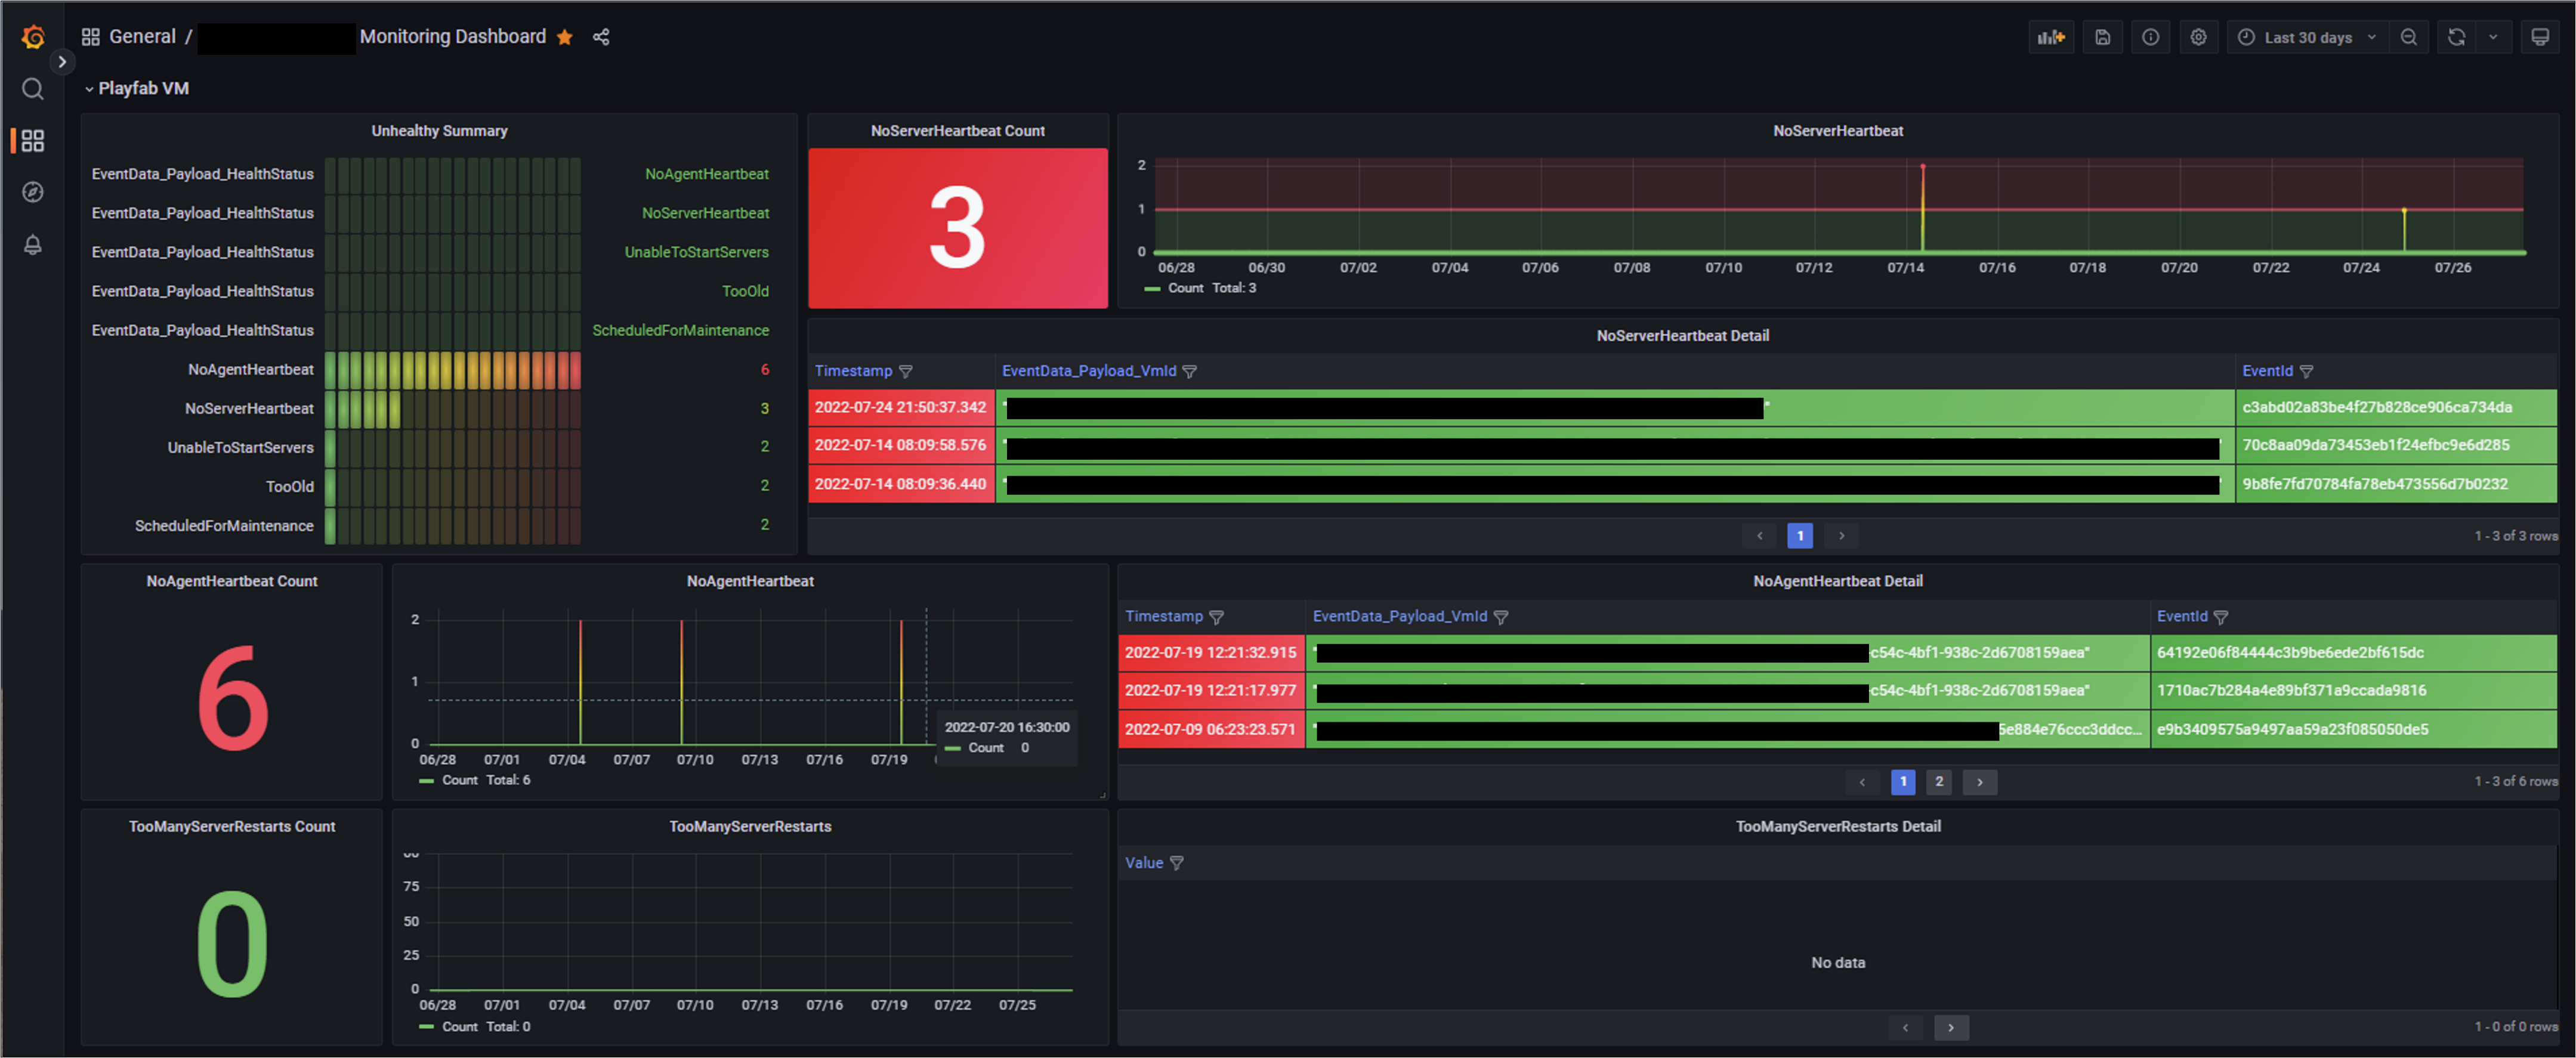 General / Monitoring Dashboard
Last 30 days
Playfab VM
Unhealthy Summary
EventData_Payload_HealthStatus NoAgentHeartbeat
EventData_Payload_HealthStatus NoServerHeartbeat
EventData_Payload_HealthStatus UnableToStartServers
EventData_Payload_HealthStatus TooOld
EventData_Payload_HealthStatus ScheduledForMaintenance
NoAgentHeartbeat 6
NoServerHeartbeat 3
UnableToStartServers 2
TooOld 2
ScheduledForMaintenance 2
NoServerHeartbeat Count
3
NoServerHeartbeat
2
1
0
06/28 06/30 07/02 07/04 07/06 07/08 07/10 07/12 07/14 07/16 07/18 07/20 07/22 07/24 07/26
Count Total: 3
NoServerHeartbeat Detail
Timestamp EventData_Payload_VmId EventId
2022-07-24 21:50:37.342 " " c3abd02a83be4f27b828ce906ca734da
2022-07-14 08:09:58.576 " " 70c8aa09da73453eb1f24efbc9e6d285
2022-07-14 08:09:36.440 " " 9b8fe7fd70784fa78eb473556d7b0232
‹ 1 ›
1 - 3 of 3 rows
NoAgentHeartbeat Count
6
NoAgentHeartbeat
2
1
0
06/28 07/01 07/04 07/07 07/10 07/13 07/16 07/19
2022-07-20 16:30:00
Count 0
Count Total: 6
NoAgentHeartbeat Detail
Timestamp EventData_Payload_VmId EventId
2022-07-19 12:21:32.915 " -c54c-4bf1-938c-2d6708159aea" 64192e06f84444c3b9be6ede2bf615dc
2022-07-19 12:21:17.977 " -c54c-4bf1-938c-2d6708159aea" 1710ac7b284a4e89bf371a9ccada9816
2022-07-09 06:23:23.571 " 5e884e76ccc3ddcc... e9b3409575a9497aa59a23f085050de5
‹ 1 2 ›
1 - 3 of 6 rows
TooManyServerRestarts Count
0
TooManyServerRestarts
75
50
25
0
06/28 07/01 07/04 07/07 07/10 07/13 07/16 07/19 07/22 07/25
Count Total: 0
TooManyServerRestarts Detail
Value
No data
‹ ›
1 - 0 of 0 rows